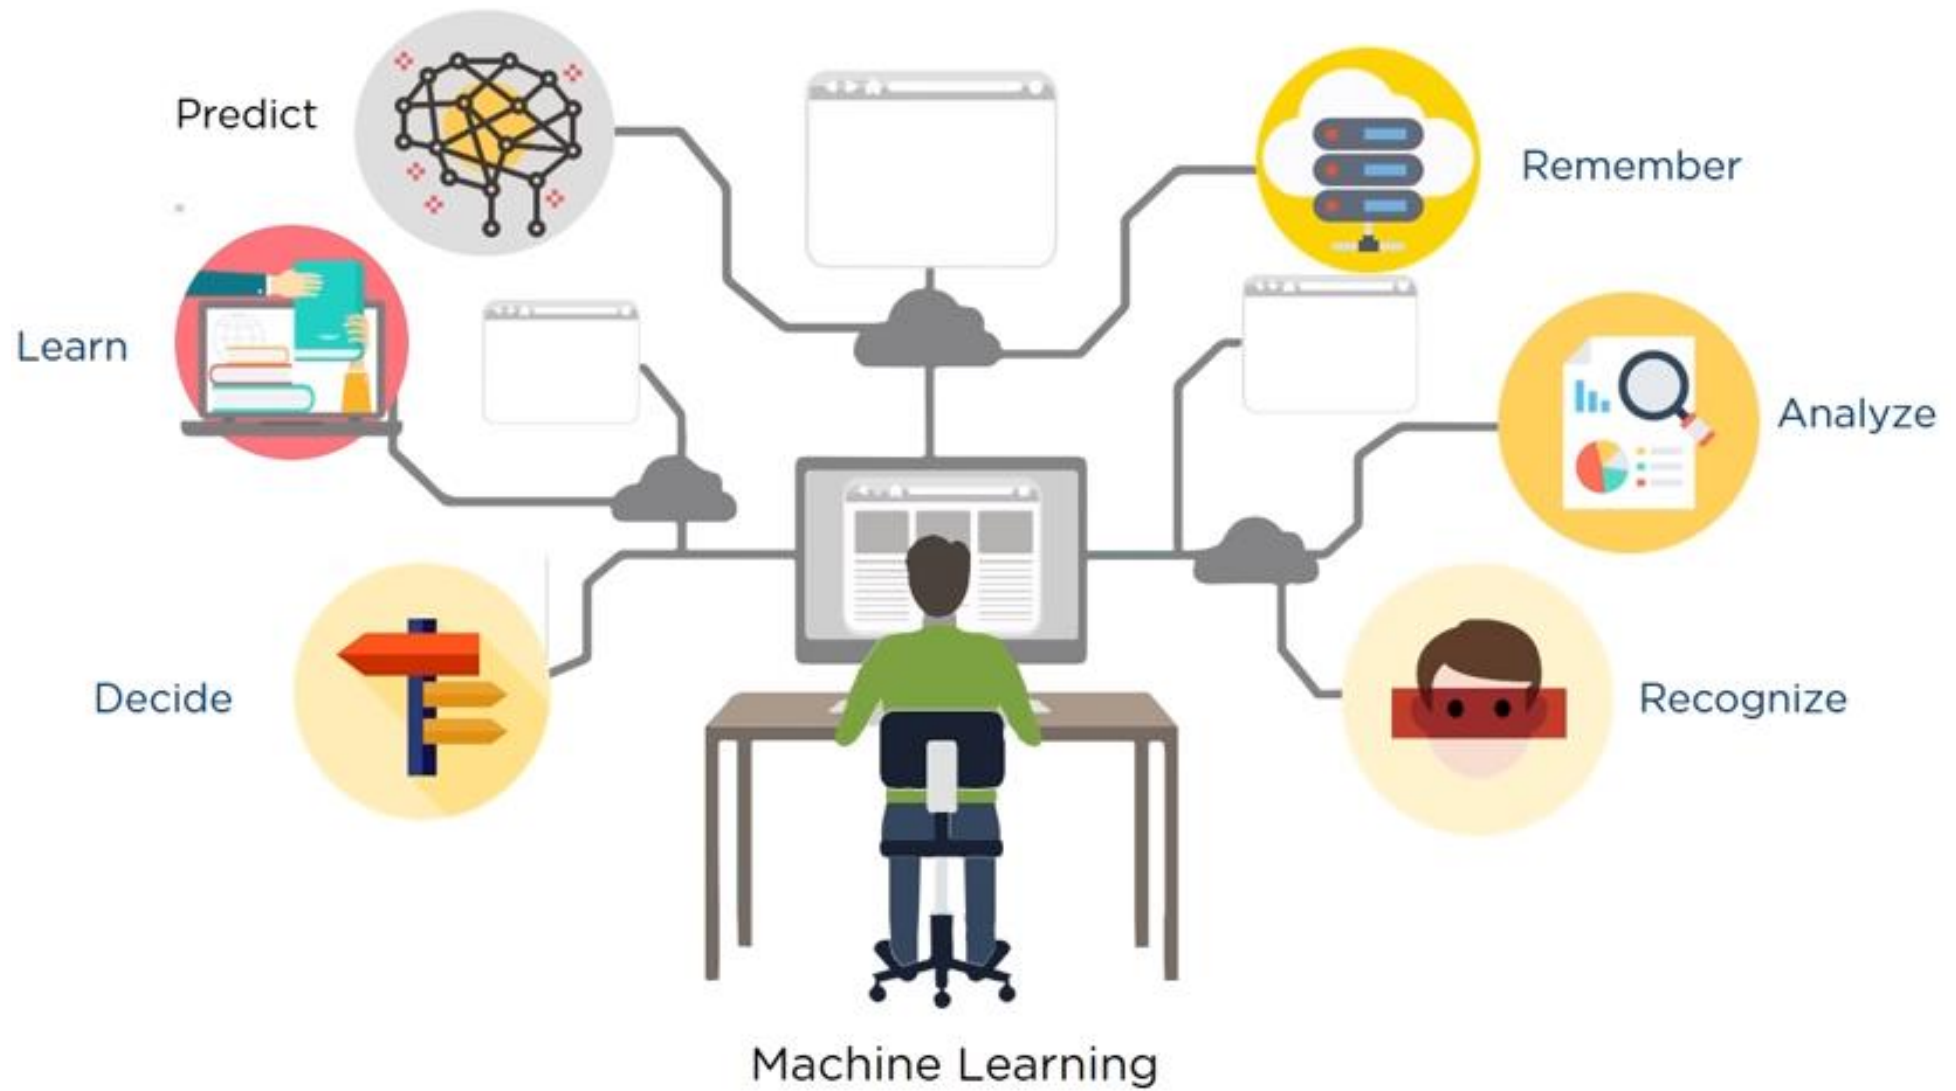 Predict
Remember
Learn
Analyze
Decide
Recognize
Machine Learning